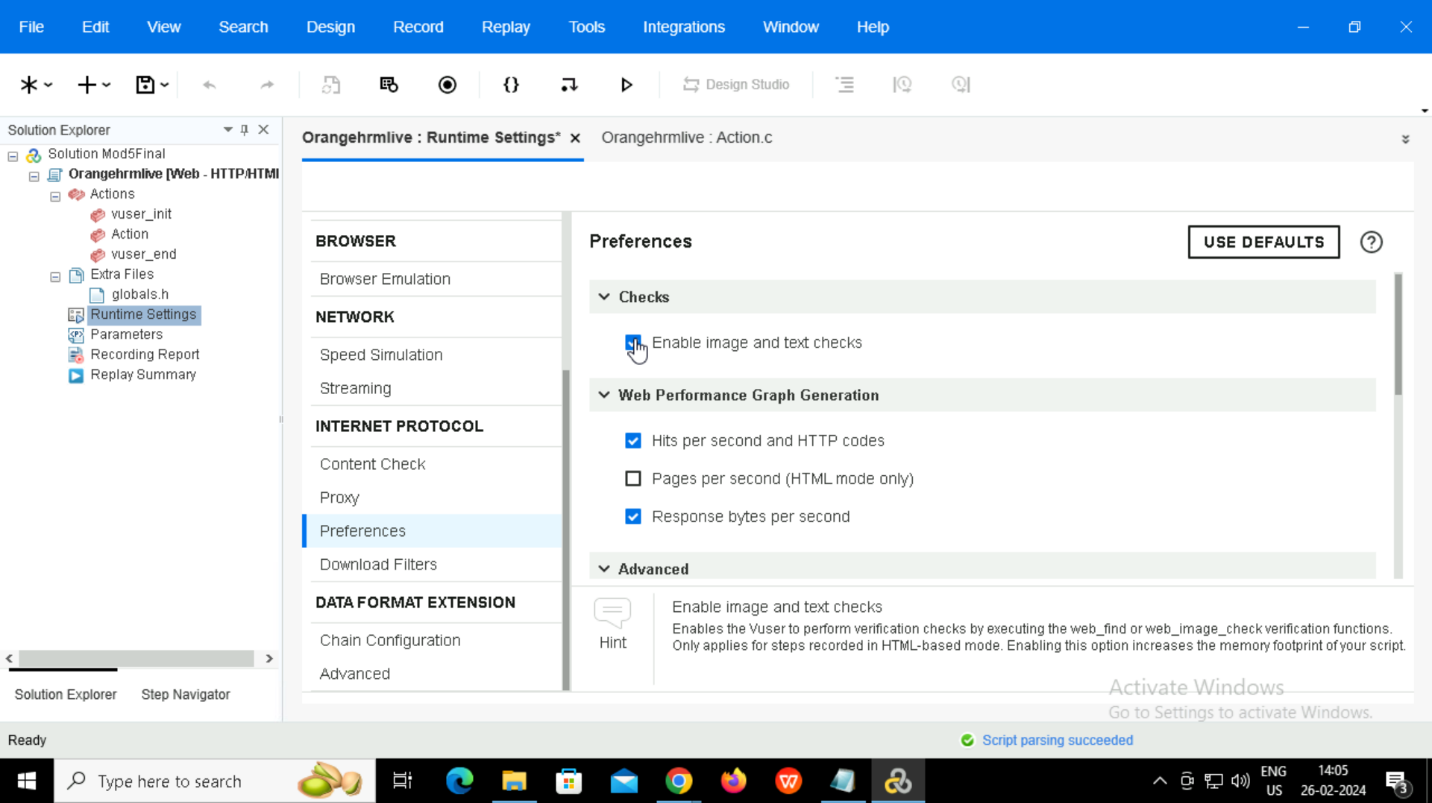 File Edit View Search Design Record Replay Tools Integrations Window Help
Design Studio
Solution Explorer
Solution Mod5Final
Orangehrmlive [Web - HTTP/HTMl
Actions
vuser_init
Action
vuser_end
Extra Files
globals.h
Runtime Settings
Parameters
Recording Report
Replay Summary
Solution Explorer Step Navigator
Orangehrmlive : Runtime Settings* Orangehrmlive : Action.c
BROWSER
Browser Emulation
NETWORK
Speed Simulation
Streaming
INTERNET PROTOCOL
Content Check
Proxy
Preferences
Download Filters
DATA FORMAT EXTENSION
Chain Configuration
Advanced
Preferences USE DEFAULTS
Checks
Enable image and text checks
Web Performance Graph Generation
Hits per second and HTTP codes
Pages per second (HTML mode only)
Response bytes per second
Advanced
Hint
Enable image and text checks
Enables the Vuser to perform verification checks by executing the web_find or web_image_check verification functions.
Only applies for steps recorded in HTML-based mode. Enabling this option increases the memory footprint of your script.
Activate Windows
Go to Settings to activate Windows.
Ready Script parsing succeeded
Type here to search
ENG
US
14:05
26-02-2024
3